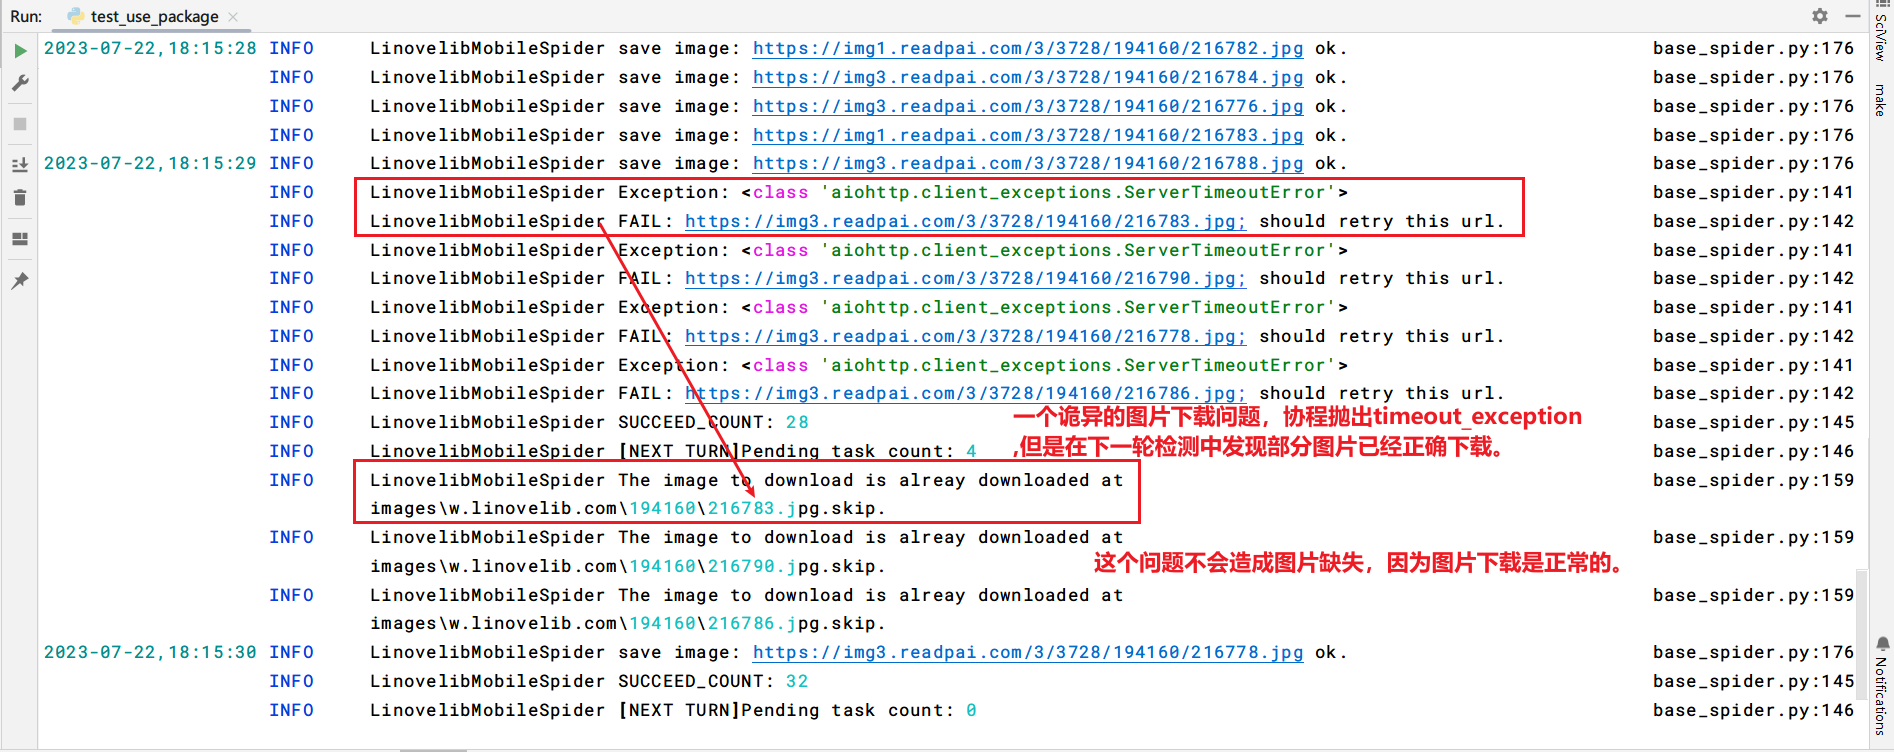 Run: test_use_package
2023-07-22,18:15:28 INFO LinovelibMobileSpider save image: https://img1.readpai.com/3/3728/194160/216782.jpg ok. base_spider.py:176
INFO LinovelibMobileSpider save image: https://img3.readpai.com/3/3728/194160/216784.jpg ok. base_spider.py:176
INFO LinovelibMobileSpider save image: https://img3.readpai.com/3/3728/194160/216776.jpg ok. base_spider.py:176
INFO LinovelibMobileSpider save image: https://img1.readpai.com/3/3728/194160/216783.jpg ok. base_spider.py:176
2023-07-22,18:15:29 INFO LinovelibMobileSpider save image: https://img3.readpai.com/3/3728/194160/216788.jpg ok. base_spider.py:176
INFO LinovelibMobileSpider Exception: <class 'aiohttp.client_exceptions.ServerTimeoutError'> base_spider.py:141
INFO LinovelibMobileSpider FAIL: https://img3.readpai.com/3/3728/194160/216783.jpg; should retry this url. base_spider.py:142
INFO LinovelibMobileSpider Exception: <class 'aiohttp.client_exceptions.ServerTimeoutError'> base_spider.py:141
INFO LinovelibMobileSpider FAIL: https://img3.readpai.com/3/3728/194160/216790.jpg; should retry this url. base_spider.py:142
INFO LinovelibMobileSpider Exception: <class 'aiohttp.client_exceptions.ServerTimeoutError'> base_spider.py:141
INFO LinovelibMobileSpider FAIL: https://img3.readpai.com/3/3728/194160/216778.jpg; should retry this url. base_spider.py:142
INFO LinovelibMobileSpider Exception: <class 'aiohttp.client_exceptions.ServerTimeoutError'> base_spider.py:141
INFO LinovelibMobileSpider FAIL: https://img3.readpai.com/3/3728/194160/216786.jpg; should retry this url. base_spider.py:142
INFO LinovelibMobileSpider SUCCEED_COUNT: 28 base_spider.py:145
一个诡异的图片下载问题，协程抛出timeout_exception
,但是在下一轮检测中发现部分图片已经正确下载。
INFO LinovelibMobileSpider [NEXT TURN]Pending task count: 4 base_spider.py:146
INFO LinovelibMobileSpider The image to download is alreay downloaded at base_spider.py:159
images\w.linovelib.com\194160\216783.jpg.skip.
INFO LinovelibMobileSpider The image to download is alreay downloaded at base_spider.py:159
images\w.linovelib.com\194160\216790.jpg.skip.
这个问题不会造成图片缺失，因为图片下载是正常的。
INFO LinovelibMobileSpider The image to download is alreay downloaded at base_spider.py:159
images\w.linovelib.com\194160\216786.jpg.skip.
2023-07-22,18:15:30 INFO LinovelibMobileSpider save image: https://img3.readpai.com/3/3728/194160/216778.jpg ok. base_spider.py:176
INFO LinovelibMobileSpider SUCCEED_COUNT: 32 base_spider.py:145
INFO LinovelibMobileSpider [NEXT TURN]Pending task count: 0 base_spider.py:146
SciView
make
Notifications